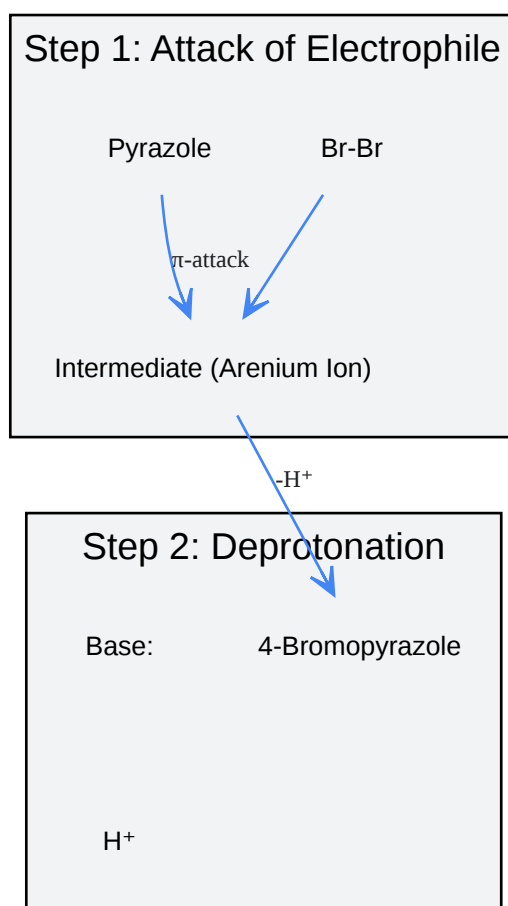 Step 1: Attack of Electrophile
Pyrazole Br-Br
π-attack
Intermediate (Arenium Ion)
-H⁺
Step 2: Deprotonation
Base: 4-Bromopyrazole
H⁺